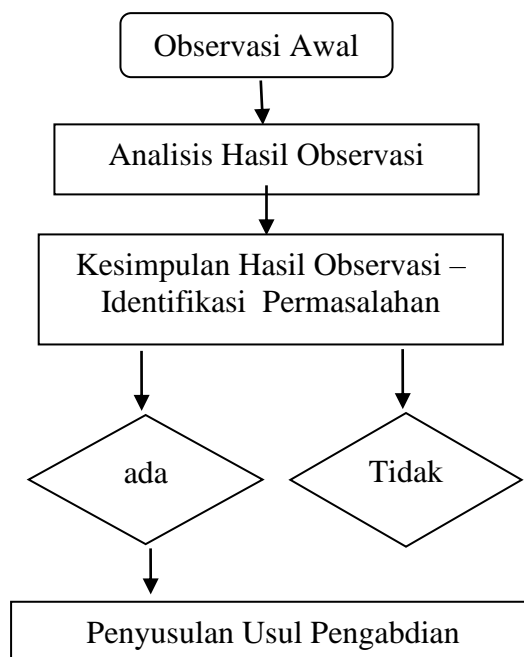 Observasi Awal
Analisis Hasil Observasi
Kesimpulan Hasil Observasi –
Identifikasi Permasalahan
ada
Tidak
Penyusulan Usul Pengabdian